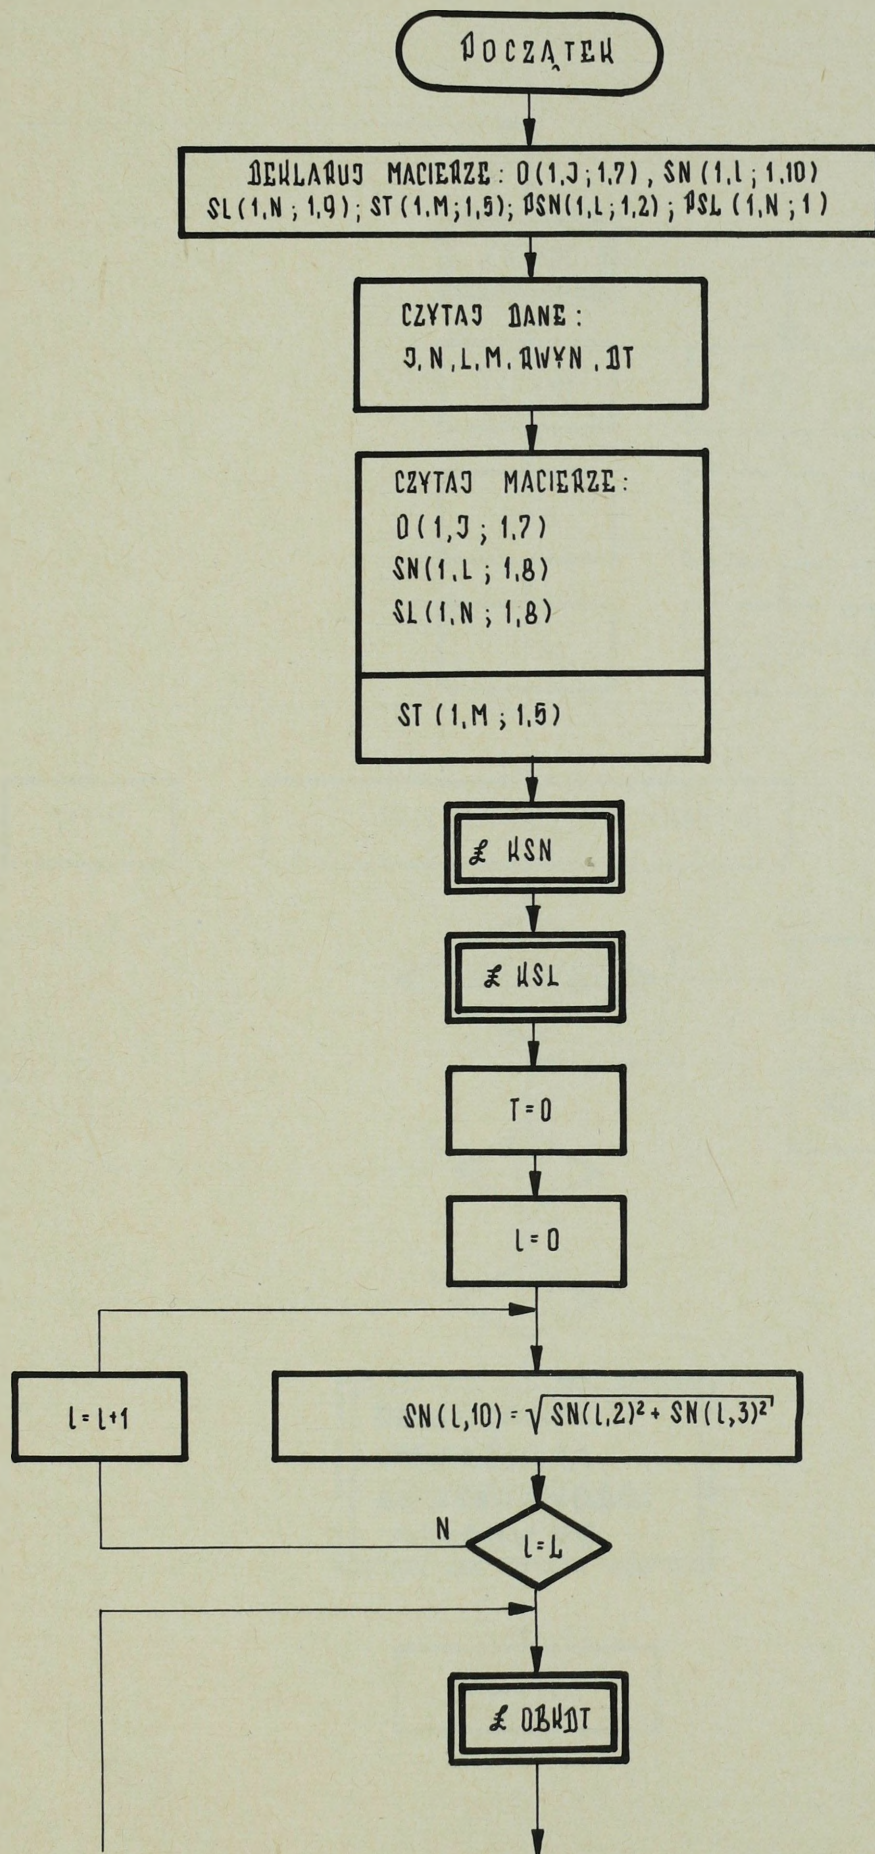 POCZĄTEK
DEKLARUJ MACIERZE: O(1,J;1,7), SN(1,L;1,10)
SL(1,N;1,9); ST(1,M;1,5); PSN(1,L;1,2); PSL(1,N;1)
CZYTAJ DANE:
J,N,L,M,RWYN,DT
CZYTAJ MACIERZE:
O(1,J;1,7)
SN(1,L;1,8)
SL(1,N;1,8)
ST(1,M;1,5)
£ KSN
£ KSL
T=0
l=0
l=l+1
SN(l,10)=√SN(l,2)²+SN(l,3)²
N
l=L
£ OBKDT